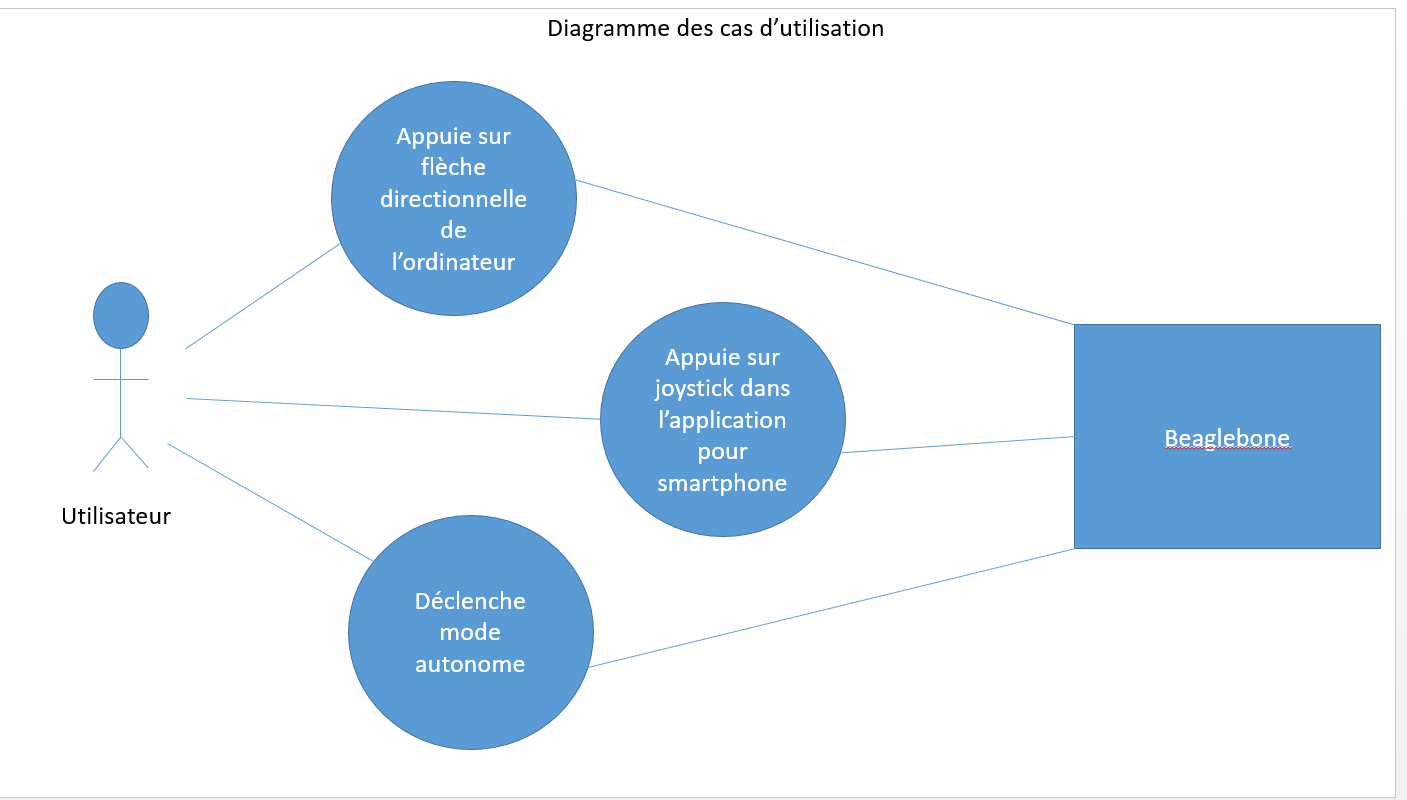 Diagramme des cas d’utilisation
Appuie sur
flèche
directionnelle
de
l’ordinateur
Appuie sur
joystick dans
l’application
pour
smartphone
Beaglebone
Utilisateur
Déclenche
mode
autonome